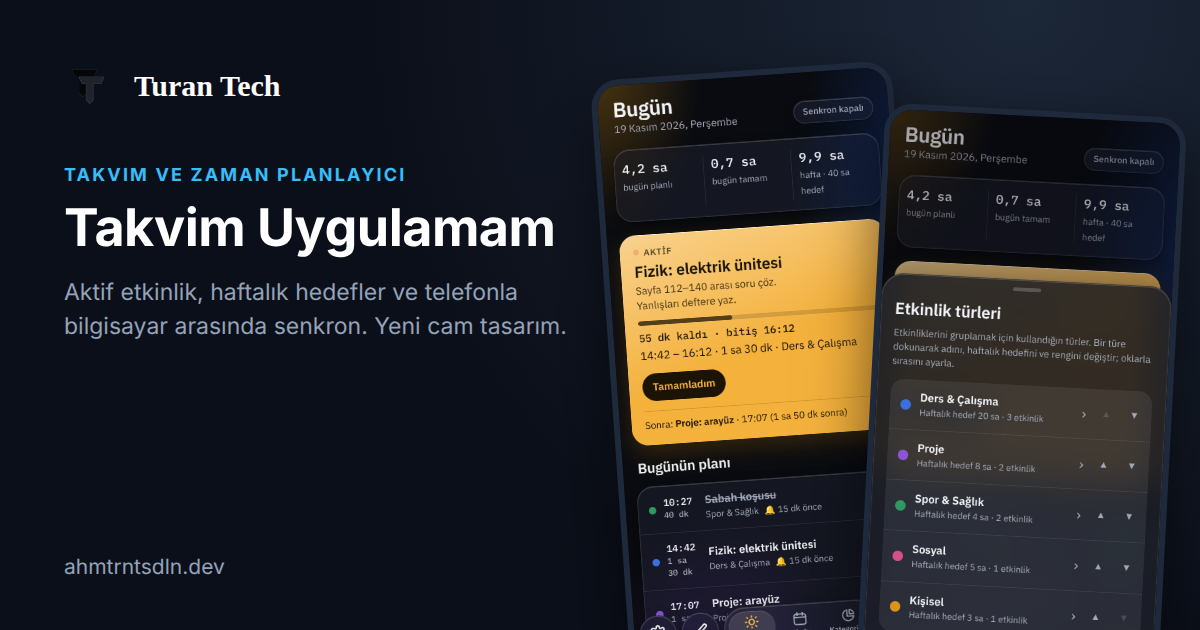 Turan Tech
TAKVİM VE ZAMAN PLANLAYICI
Takvim Uygulamam
Aktif etkinlik, haftalık hedefler ve telefonla
bilgisayar arasında senkron. Yeni cam tasarım.
ahmtrntsdln.dev
Bugün
19 Kasım 2026, Perşembe
Senkron kapalı
4,2 sa
bugün planlı
0,7 sa
bugün tamam
9,9 sa
hafta · 40 sa
hedef
AKTİF
Fizik: elektrik ünitesi
Sayfa 112–140 arası soru çöz.
Yanlışları deftere yaz.
55 dk kaldı · bitiş 16:12
14:42 – 16:12 · 1 sa 30 dk · Ders & Çalışma
Tamamladım
Sonra: Proje: arayüz · 17:07 (1 sa 50 dk sonra)
Bugünün planı
10:27
40 dk
Sabah koşusu
Spor & Sağlık 🔔 15 dk önce
14:42
1 sa
30 dk
Fizik: elektrik ünitesi
Ders & Çalışma 🔔 15 dk önce
17:07
Proje: arayüz
Bugün
19 Kasım 2026, Perşembe
Senkron kapalı
4,2 sa
bugün planlı
0,7 sa
bugün tamam
9,9 sa
hafta · 40 sa
hedef
Etkinlik türleri
Etkinliklerini gruplamak için kullandığın türler. Bir türe
dokunarak adını, haftalık hedefini ve rengini değiştir; oklarla
sırasını ayarla.
Ders & Çalışma
Haftalık hedef 20 sa · 3 etkinlik
Proje
Haftalık hedef 8 sa · 2 etkinlik
Spor & Sağlık
Haftalık hedef 4 sa · 2 etkinlik
Sosyal
Haftalık hedef 5 sa · 1 etkinlik
Kişisel
Haftalık hedef 3 sa · 1 etkinlik